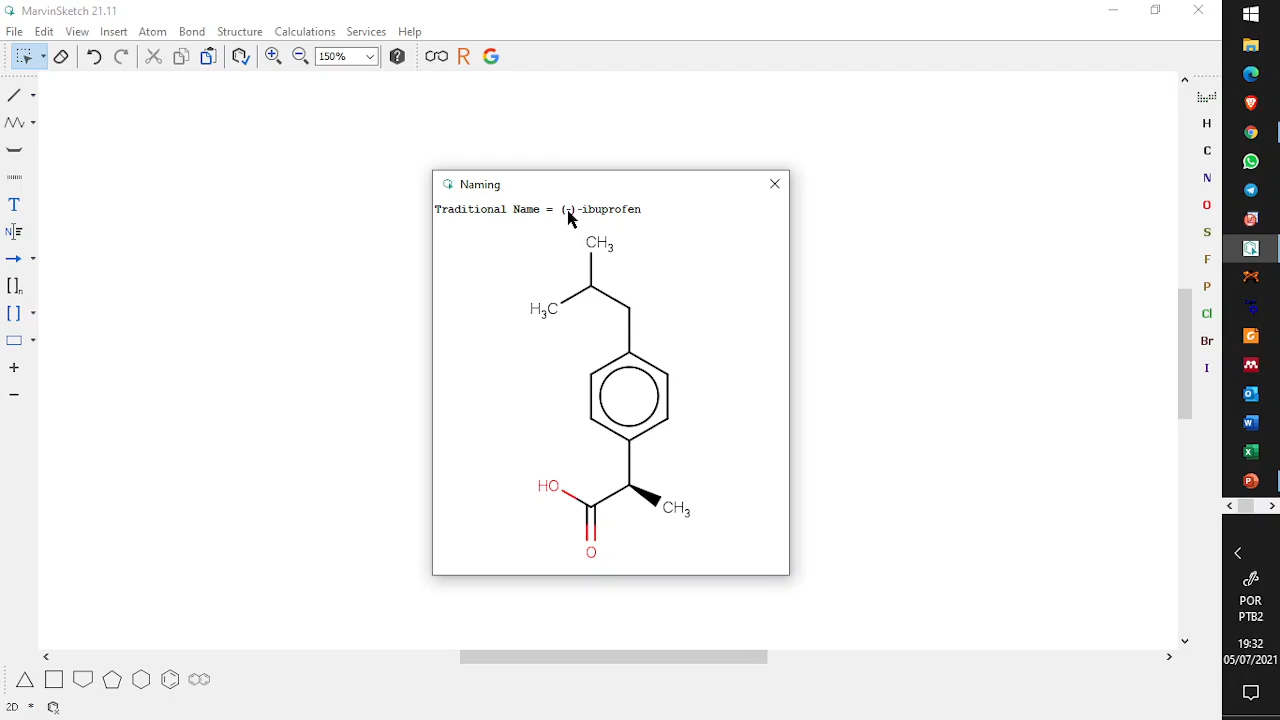 MarvinSketch 21.11
File Edit View Insert Atom Bond Structure Calculations Services Help
150%
R
G
H
C
N
O
S
F
P
Cl
Br
I
T
N
[]n
[ ]
Naming
Traditional Name = (-)-ibuprofen
CH3
H3C
HO
CH3
O
2D *
POR
PTB2
19:32
05/07/2021